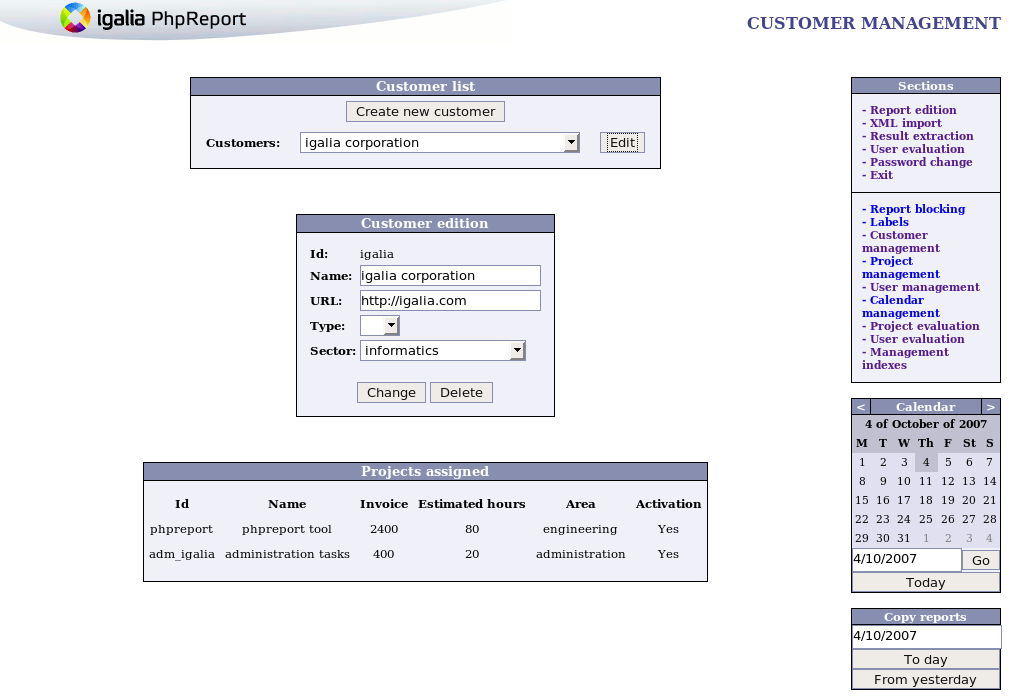 igalia PhpReport
CUSTOMER MANAGEMENT
Customer list
Create new customer
Customers: igalia corporation Edit
Customer edition
Id: igalia
Name: igalia corporation
URL: http://igalia.com
Type:
Sector: informatics
Change Delete
Projects assigned
Id Name Invoice Estimated hours Area Activation
phpreport phpreport tool 2400 80 engineering Yes
adm_igalia administration tasks 400 20 administration Yes
Sections
- Report edition
- XML import
- Result extraction
- User evaluation
- Password change
- Exit
- Report blocking
- Labels
- Customer
management
- Project
management
- User management
- Calendar
management
- Project evaluation
- User evaluation
- Management
indexes
< Calendar >
4 of October of 2007
M T W Th F St S
1 2 3 4 5 6 7
8 9 10 11 12 13 14
15 16 17 18 19 20 21
22 23 24 25 26 27 28
29 30 31 1 2 3 4
4/10/2007 Go
Today
Copy reports
4/10/2007
To day
From yesterday